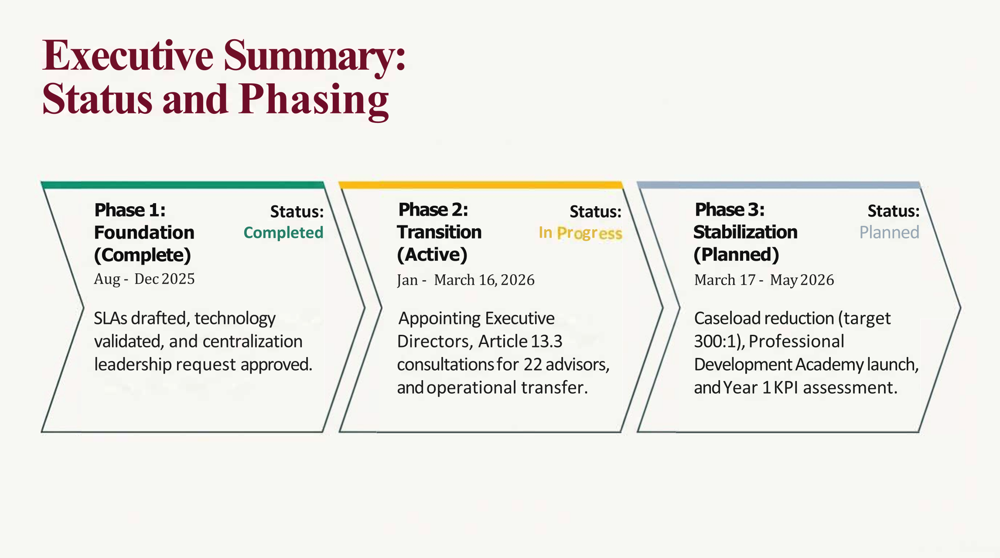 Executive Summary:
Status and Phasing
Phase 1:
Foundation
(Complete)
Status:
Completed
Aug - Dec 2025
SLAs drafted, technology
validated, and centralization
leadership request approved.
Phase 2:
Transition
(Active)
Status:
In Progress
Jan - March 16, 2026
Appointing Executive
Directors, Article 13.3
consultations for 22 advisors,
and operational transfer.
Phase 3:
Stabilization
(Planned)
Status:
Planned
March 17 - May 2026
Caseload reduction (target
300:1), Professional
Development Academy launch,
and Year 1 KPI assessment.